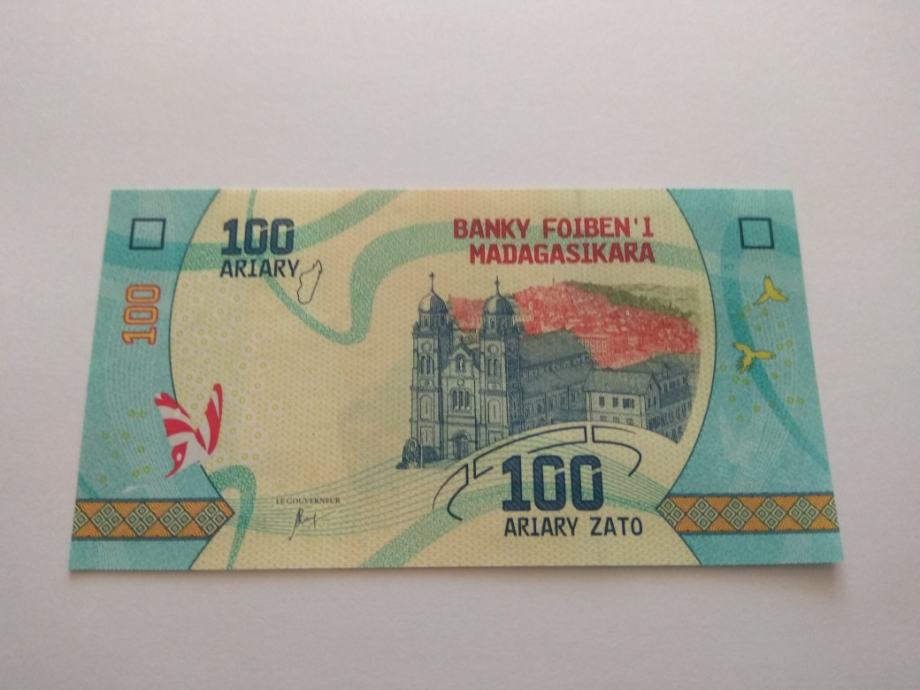 100
ARIARY
BANKY FOIBEN'I
MADAGASIKARA
100
LE GOUVERNEUR
100
ARIARY ZATO